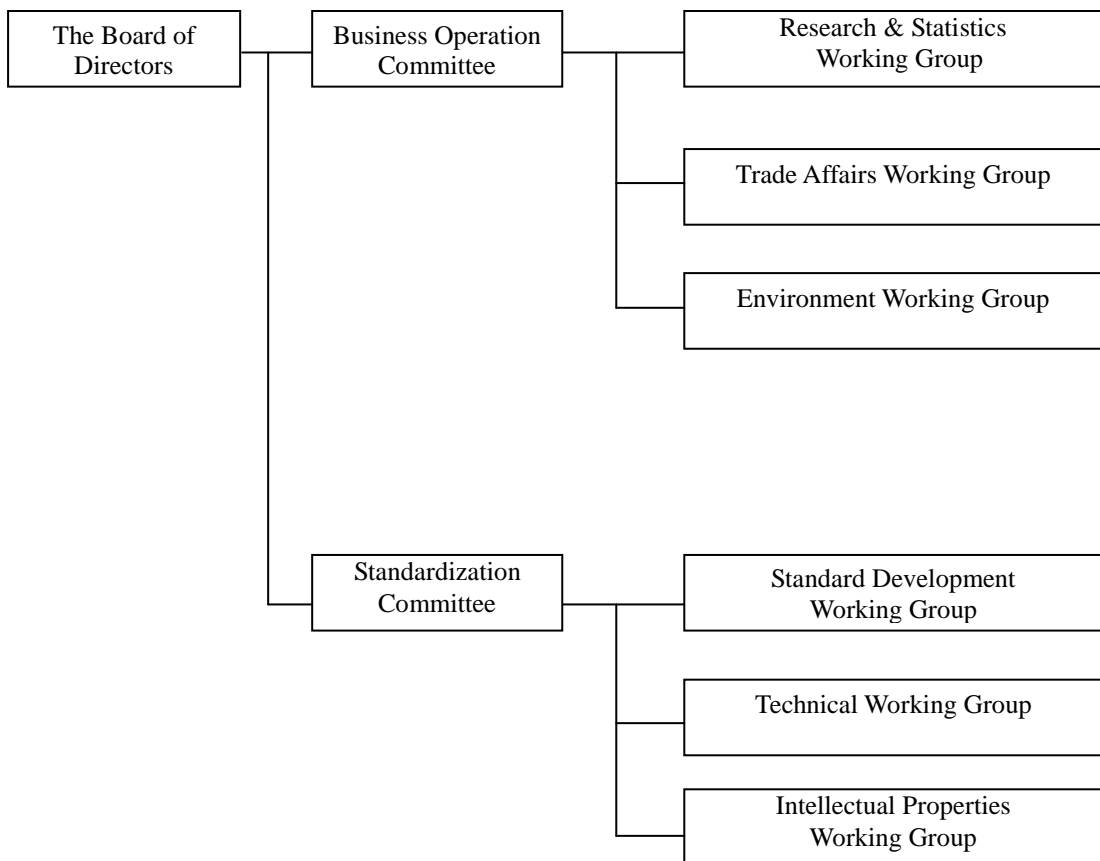 The Board of
Directors
Business Operation
Committee
Research & Statistics
Working Group
Trade Affairs Working Group
Environment Working Group
Standardization
Committee
Standard Development
Working Group
Technical Working Group
Intellectual Properties
Working Group